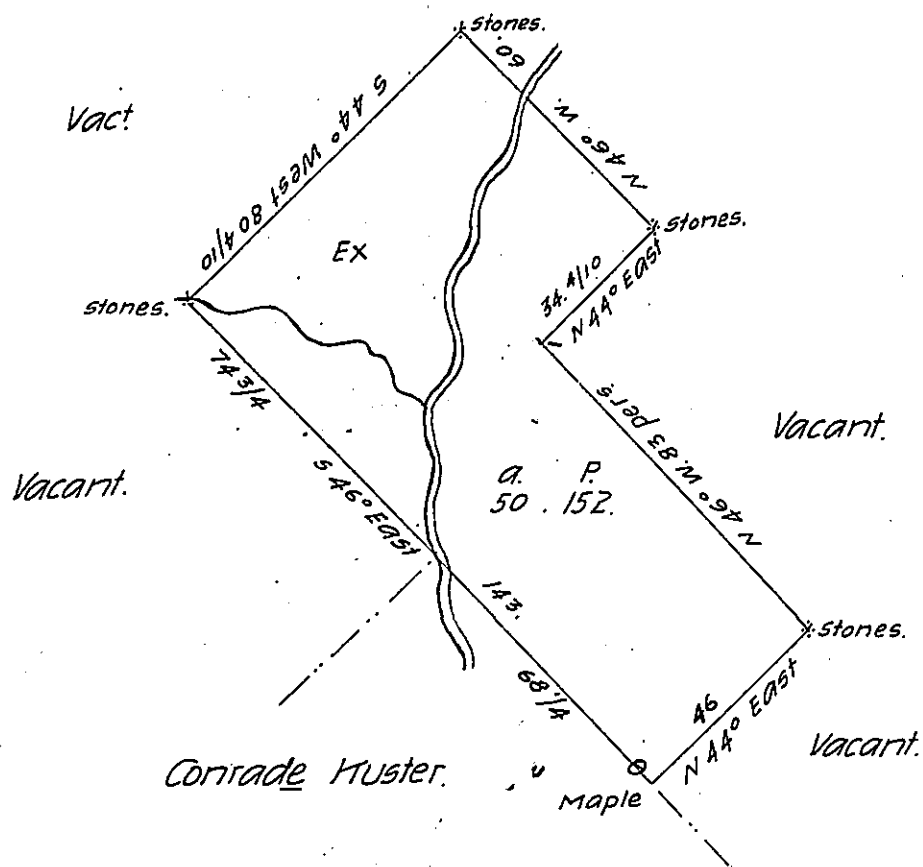 Stones.
60
N 46° W.
S 44° West 80 4/10
Vact
Ex
Stones.
34.4/10
N 44° East
Stones.
74 3/4
N 46° W. 83 pers
Vacant.
Vacant.
S 46° East
a. P.
50 . 152.
143.
Stones.
68 1/4
46
N 44° East
Vacant.
Conrade Kuster.
Maple